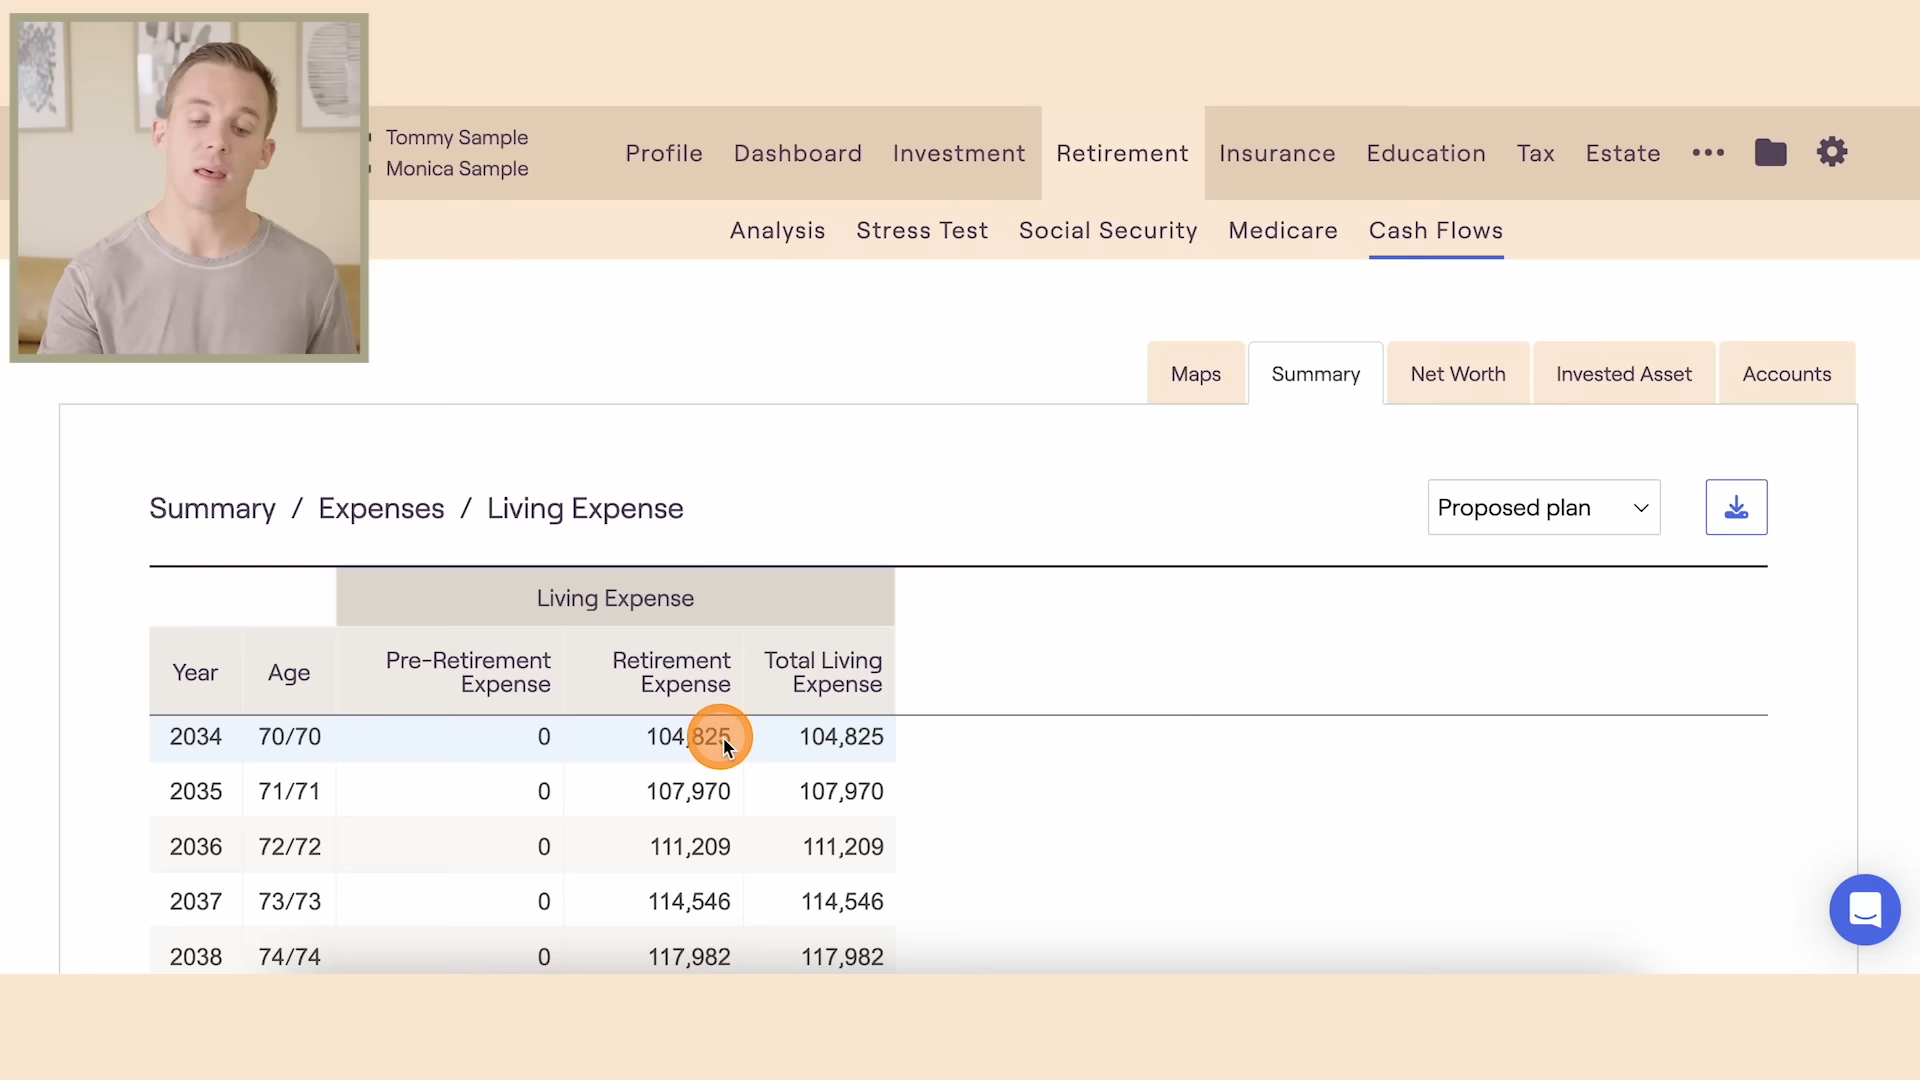 Tommy Sample
Monica Sample
Profile Dashboard Investment Retirement Insurance Education Tax Estate
Analysis Stress Test Social Security Medicare Cash Flows
Maps Summary Net Worth Invested Asset Accounts
Summary / Expenses / Living Expense
Proposed plan
Living Expense
Year Age Pre-Retirement Expense Retirement Expense Total Living Expense
2034 70/70 0 104,825 104,825
2035 71/71 0 107,970 107,970
2036 72/72 0 111,209 111,209
2037 73/73 0 114,546 114,546
2038 74/74 0 117,982 117,982